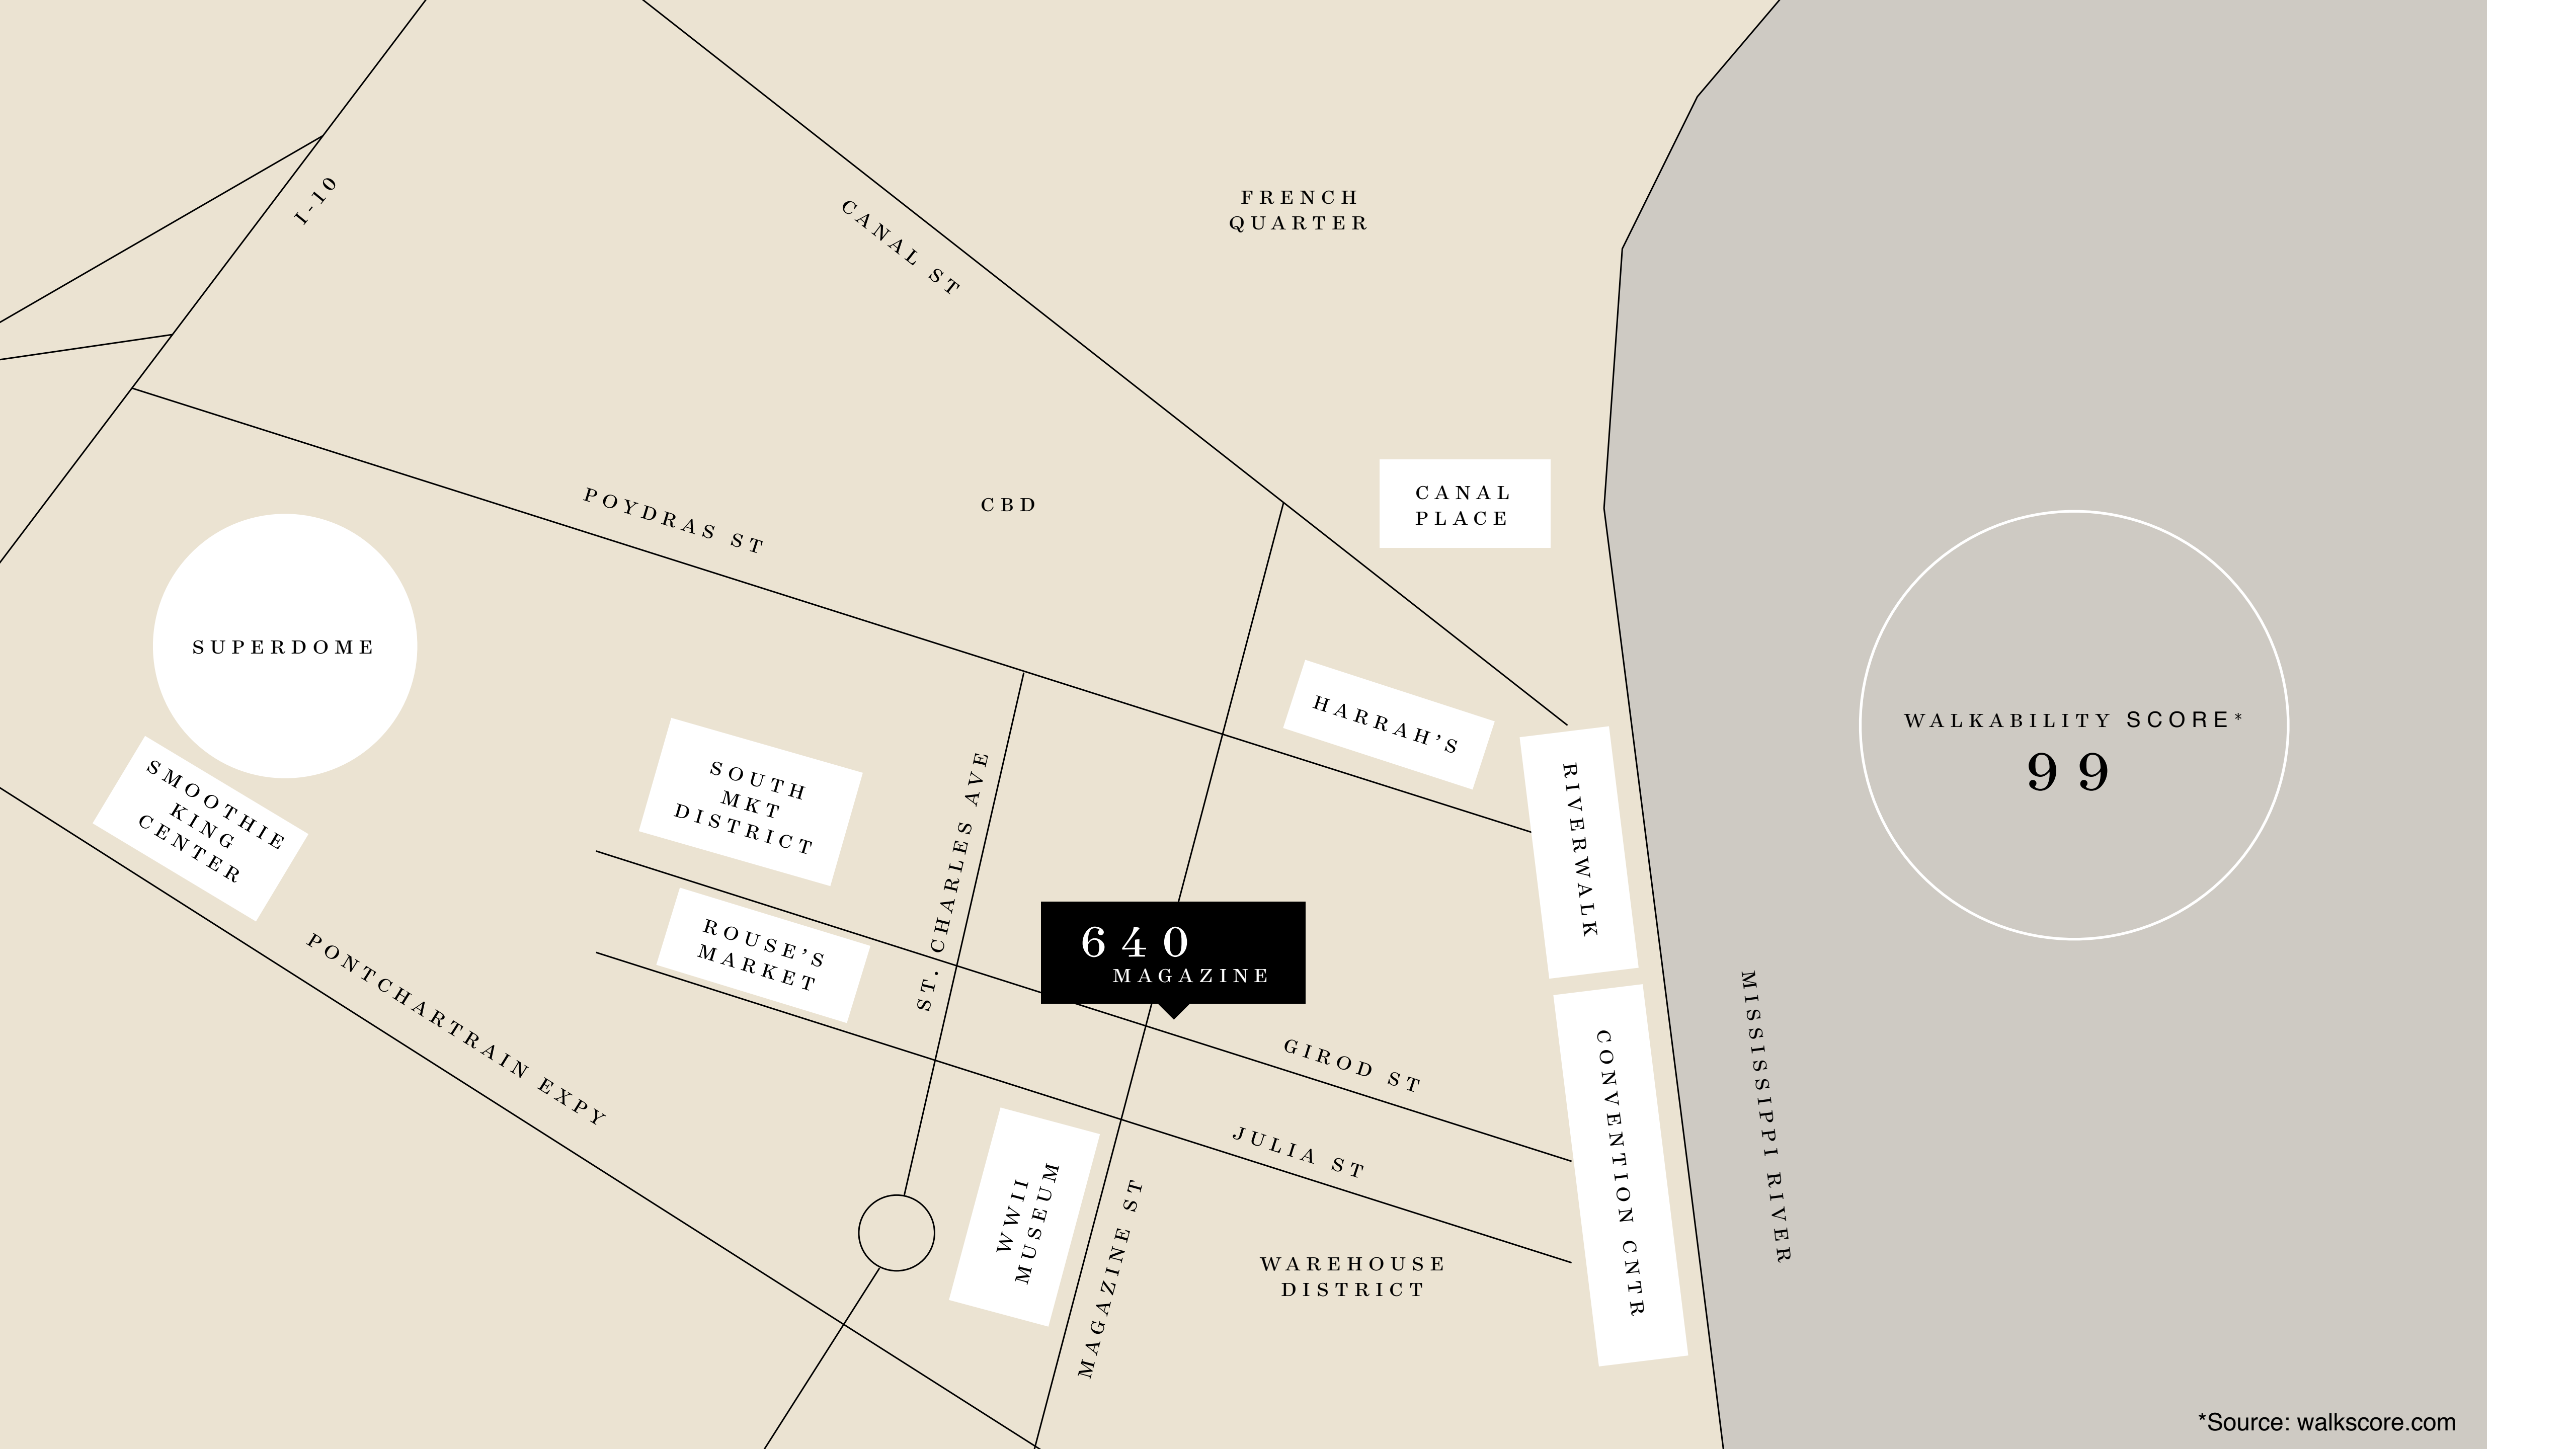 I-10
CANAL ST
FRENCH
QUARTER
POYDRAS ST
CBD
CANAL
PLACE
SUPERDOME
HARRAH'S
SMOOTHIE
KING
CENTER
SOUTH
MKT
DISTRICT
ST. CHARLES AVE
RIVERWALK
WALKABILITY SCORE*
99
ROUSE'S
MARKET
640
MAGAZINE
PONTCHARTRAIN EXPY
GIROD ST
JULIA ST
CONVENTION CNTR
MISSISSIPPI RIVER
WWII
MUSEUM
MAGAZINE ST
WAREHOUSE
DISTRICT
*Source: walkscore.com